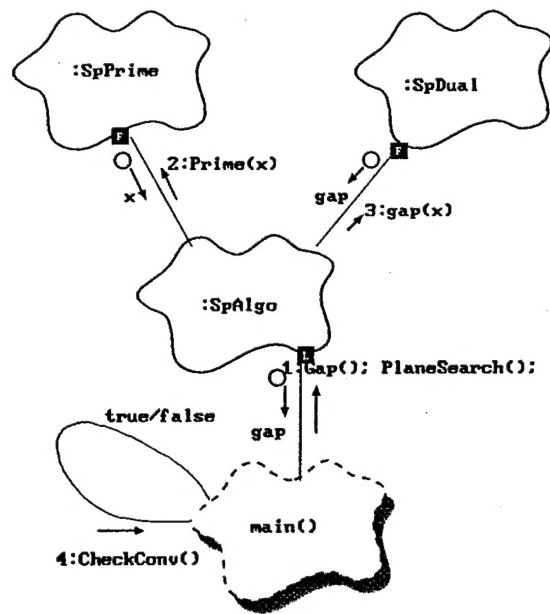 :SpPrime
:SpDual
F
F
2:Prime(x)
x
gap
3:gap(x)
:SpAlgo
L
1:Gap(); PlaneSearch();
true/false
gap
main()
4:CheckConv()